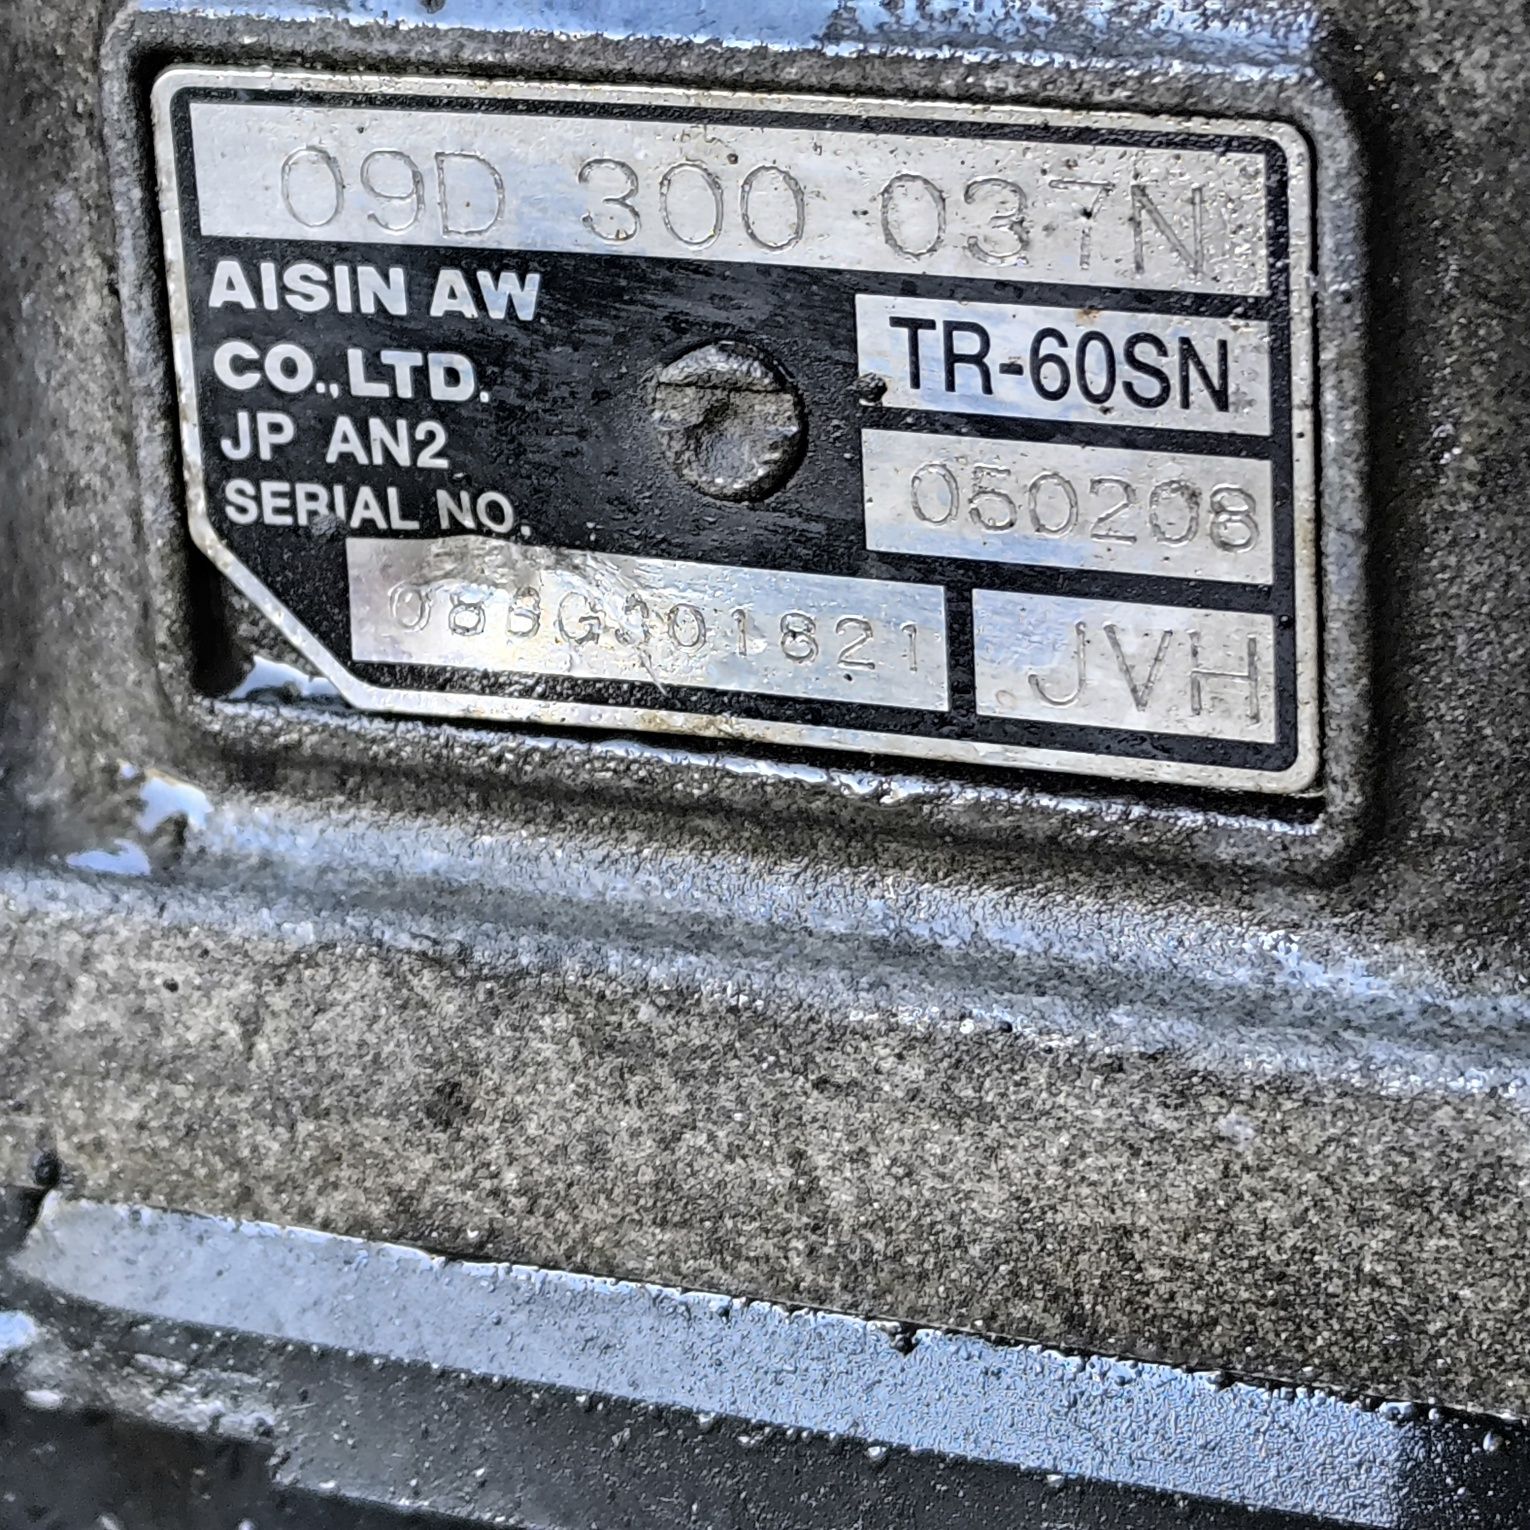 09D 300 037N
AISIN AW
CO.,LTD.
JP AN2
SERIAL NO.
TR-60SN
050208
JVH